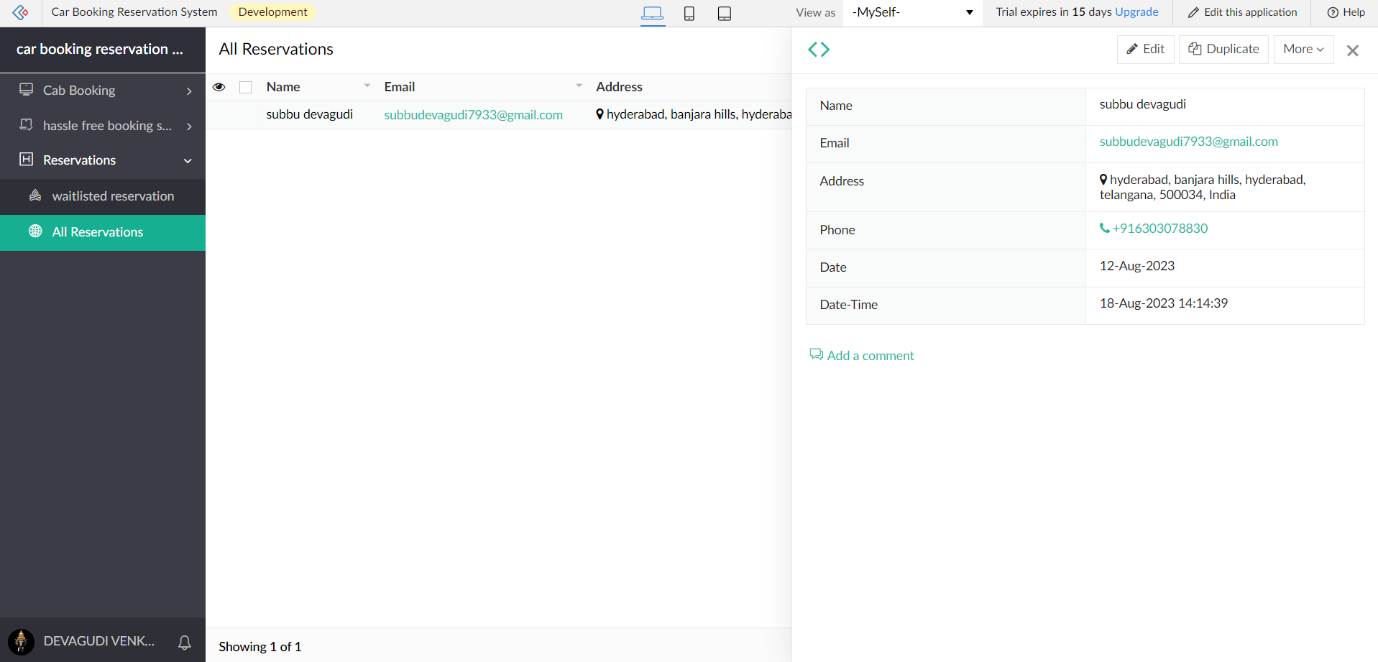 Car Booking Reservation System Development View as -MySelf- Trial expires in 15 days Upgrade Edit this application Help
car booking reservation ...
Cab Booking
hassle free booking s...
Reservations
waitlisted reservation
All Reservations
DEVAGUDI VENK...
All Reservations
Name Email Address
subbu devagudi subbudevagudi7933@gmail.com hyderabad, banjara hills, hyderaba
Showing 1 of 1
Edit Duplicate More
Name subbu devagudi
Email subbudevagudi7933@gmail.com
Address hyderabad, banjara hills, hyderabad,
telangana, 500034, India
Phone +916303078830
Date 12-Aug-2023
Date-Time 18-Aug-2023 14:14:39
Add a comment